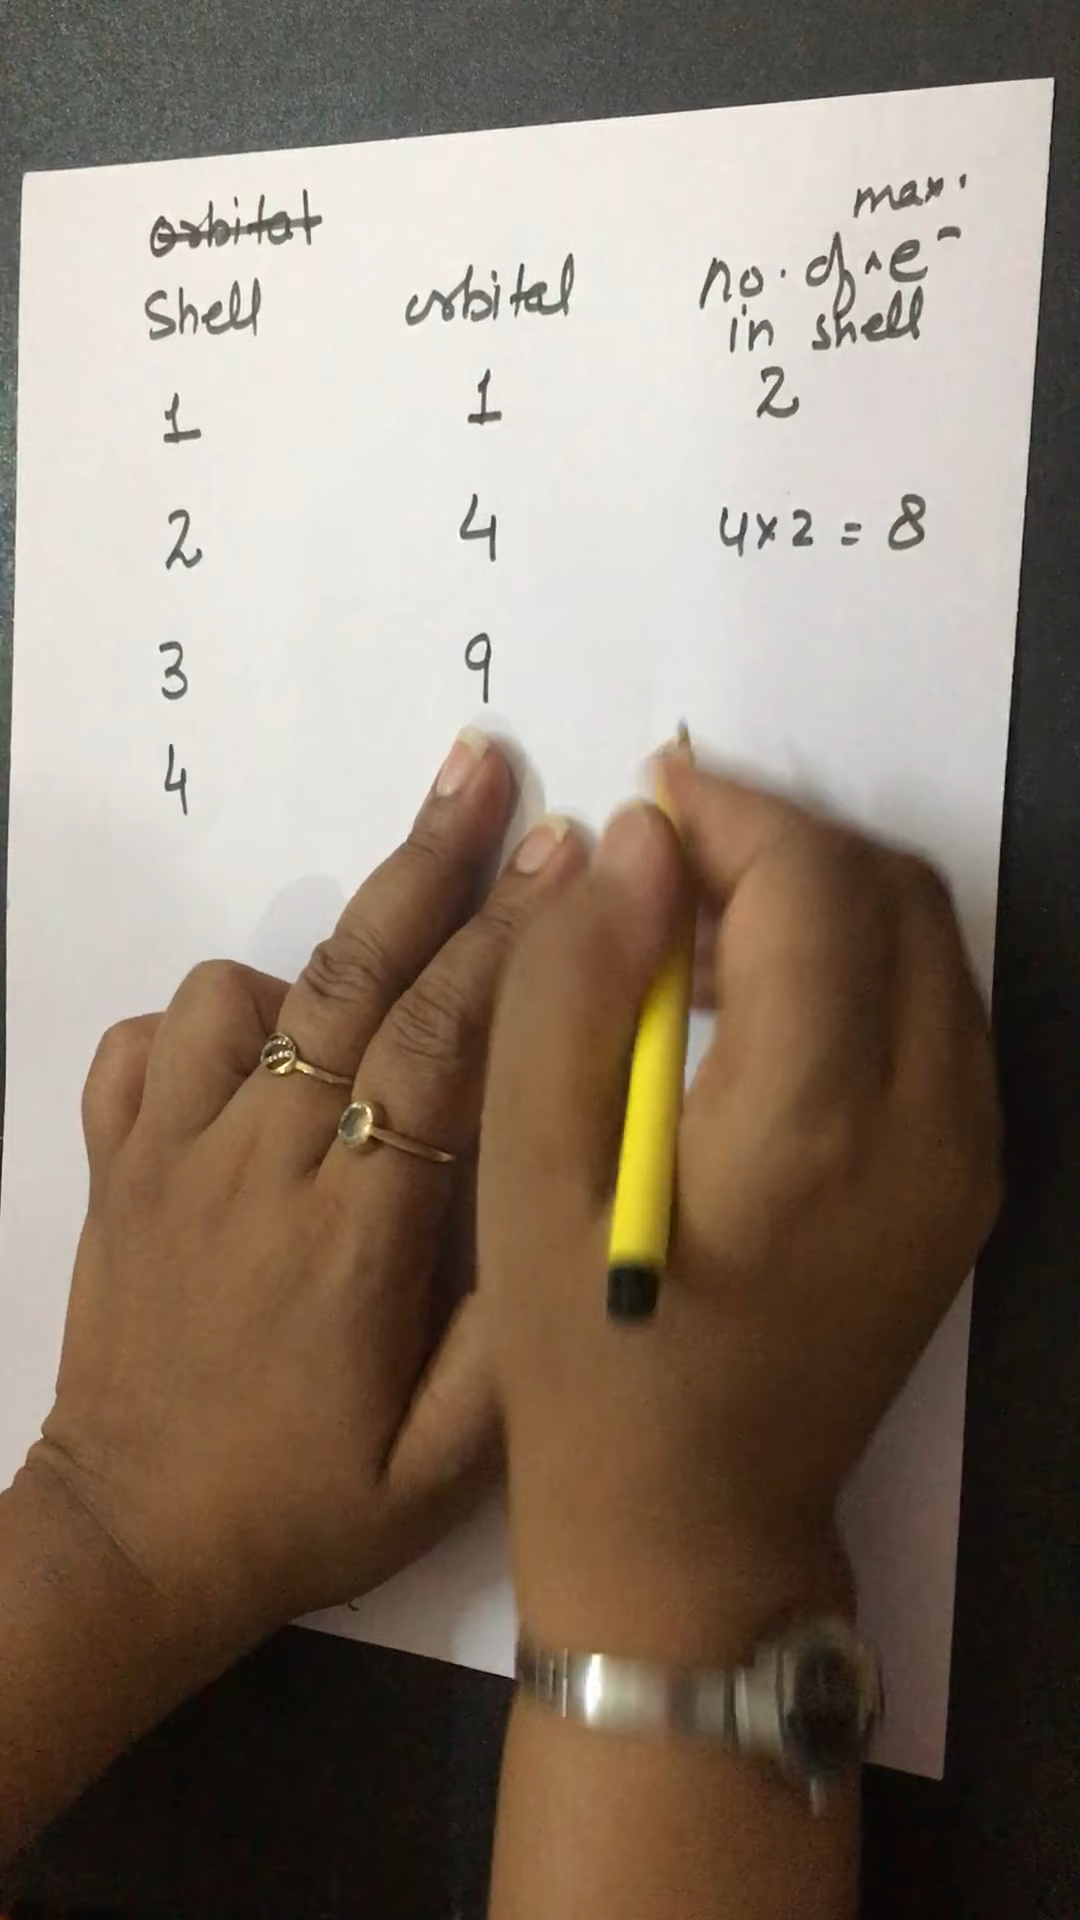 orbital
max.
Shell orbital no. of ^ e⁻
in shell
1 1 2
2 4 4×2 = 8
3 9
4